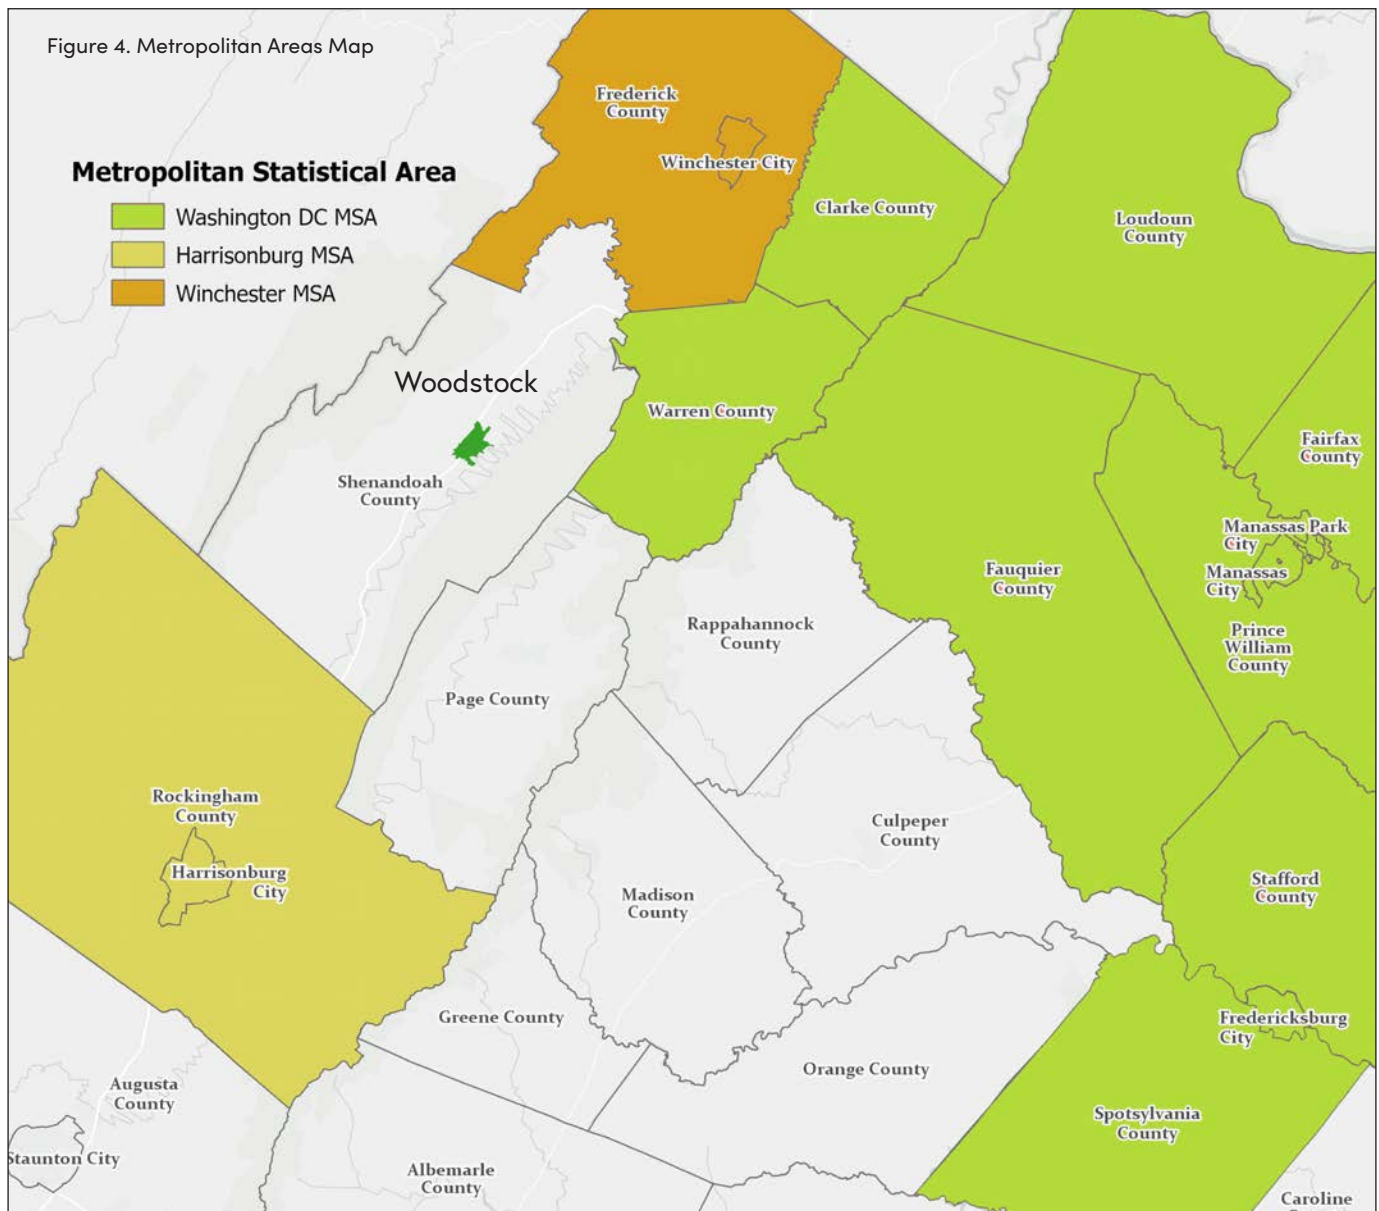 Figure 4. Metropolitan Areas Map
Metropolitan Statistical Area
Washington DC MSA
Harrisonburg MSA
Winchester MSA
Frederick
County
Winchester City
Clarke County
Loudoun
County
Woodstock
Warren County
Fairfax
County
Shenandoah
County
Manassas Park
City
Manassas
City
Fauquier
County
Rappahannock
County
Prince
William
County
Page County
Rockingham
County
Harrisonburg
City
Culpeper
County
Madison
County
Stafford
County
Greene County
Fredericksburg
City
Orange County
Augusta
County
Spotsylvania
County
Staunton City
Albemarle
County
Caroline